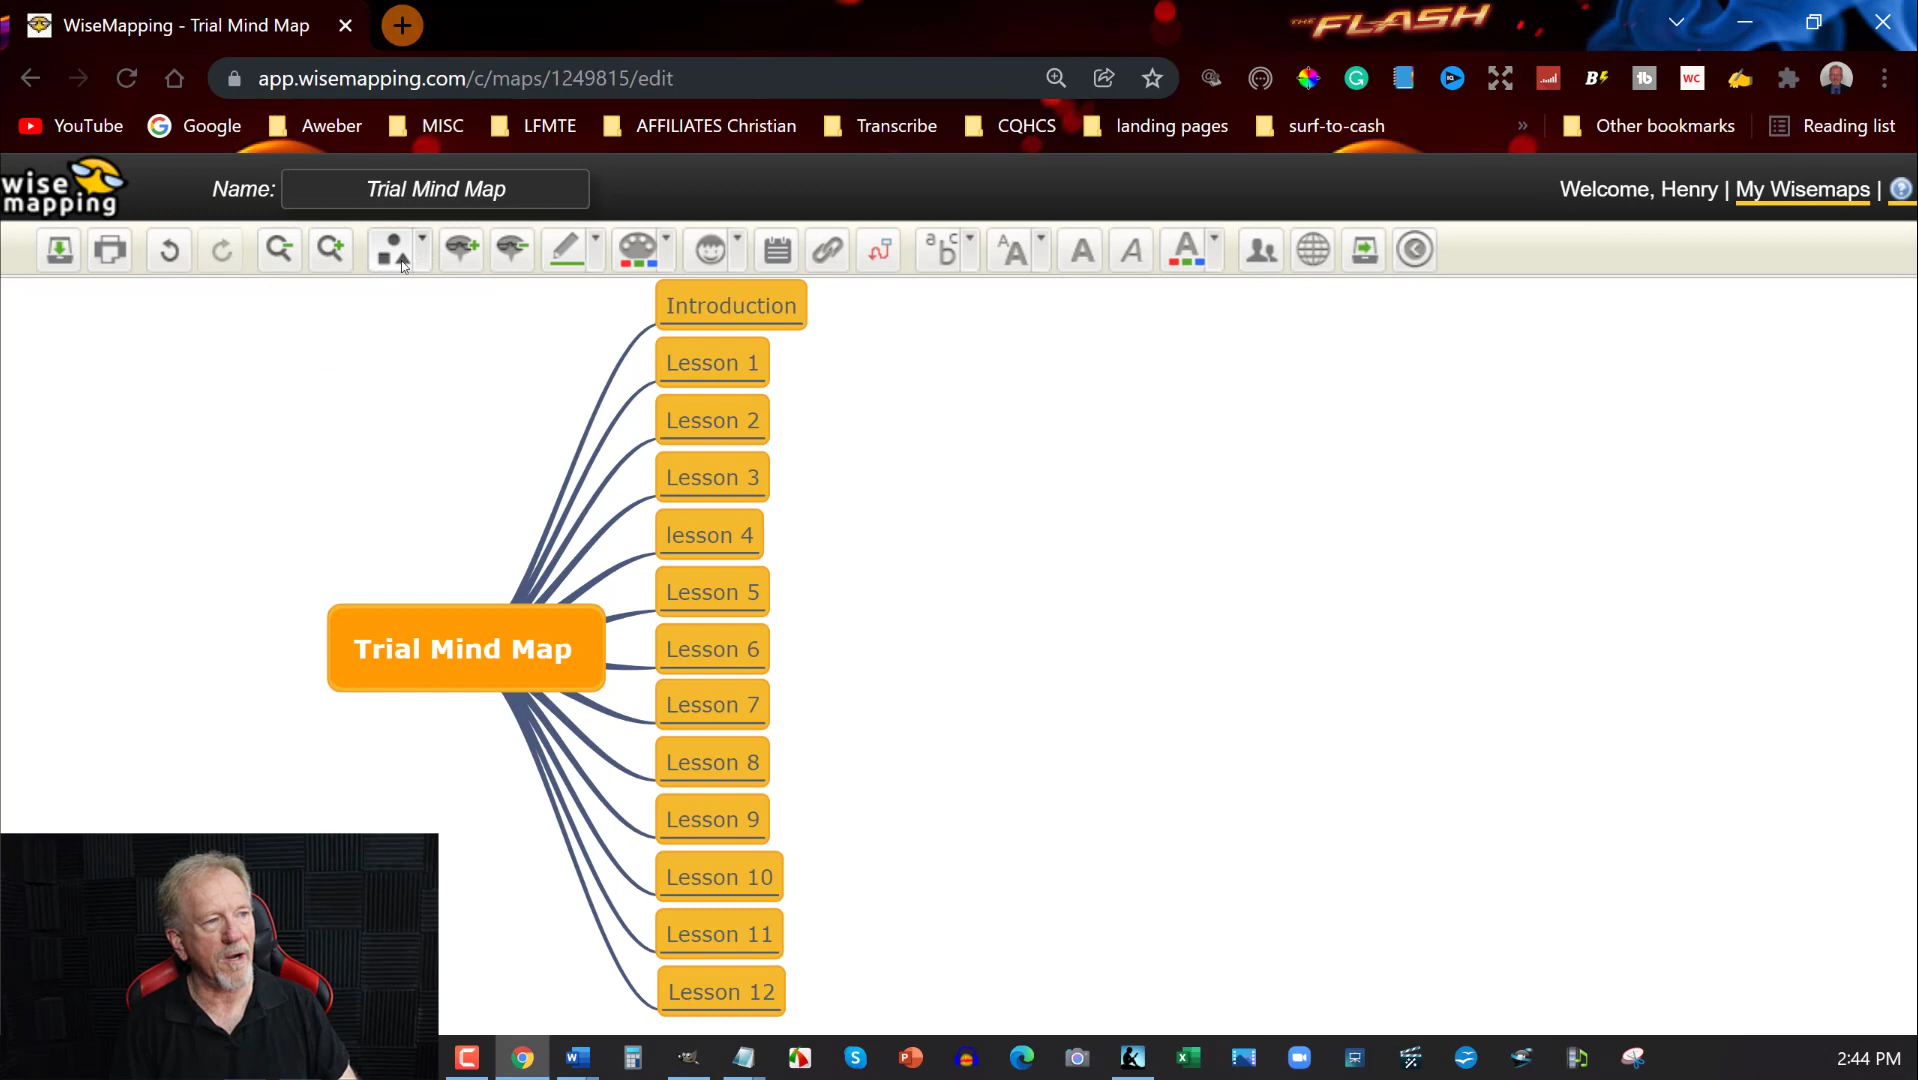 WiseMapping - Trial Mind Map
THE FLASH
app.wisemapping.com/c/maps/1249815/edit
YouTube Google Aweber MISC LFMTE AFFILIATES Christian Transcribe CQHCS landing pages surf-to-cash » Other bookmarks Reading list
wise mapping
Name: Trial Mind Map
Welcome, Henry | My Wisemaps |
Introduction
Lesson 1
Lesson 2
Lesson 3
lesson 4
Lesson 5
Trial Mind Map
Lesson 6
Lesson 7
Lesson 8
Lesson 9
Lesson 10
Lesson 11
Lesson 12
2:44 PM